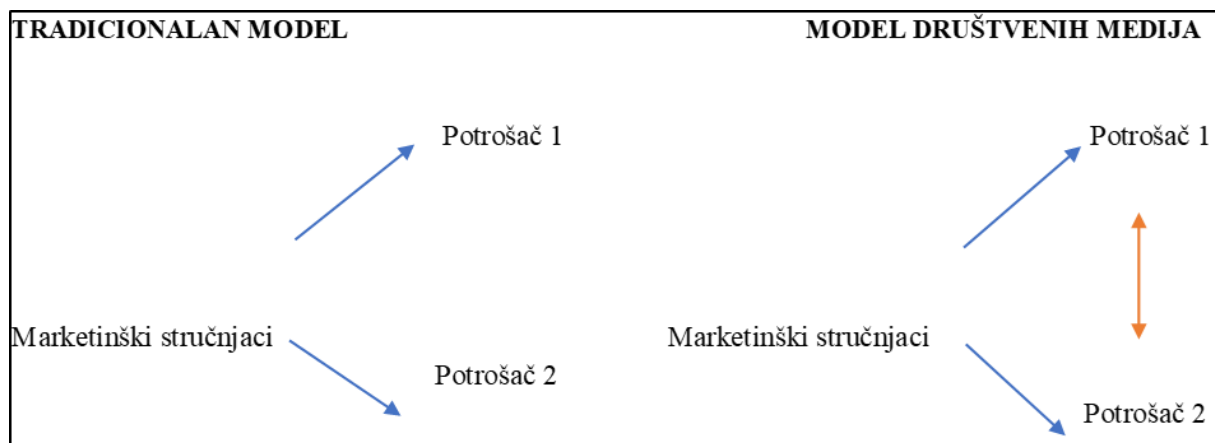 TRADICIONALAN MODEL
MODEL DRUŠTVENIH MEDIJA
Potrošač 1
Potrošač 1
Marketinški stručnjaci
Marketinški stručnjaci
Potrošač 2
Potrošač 2